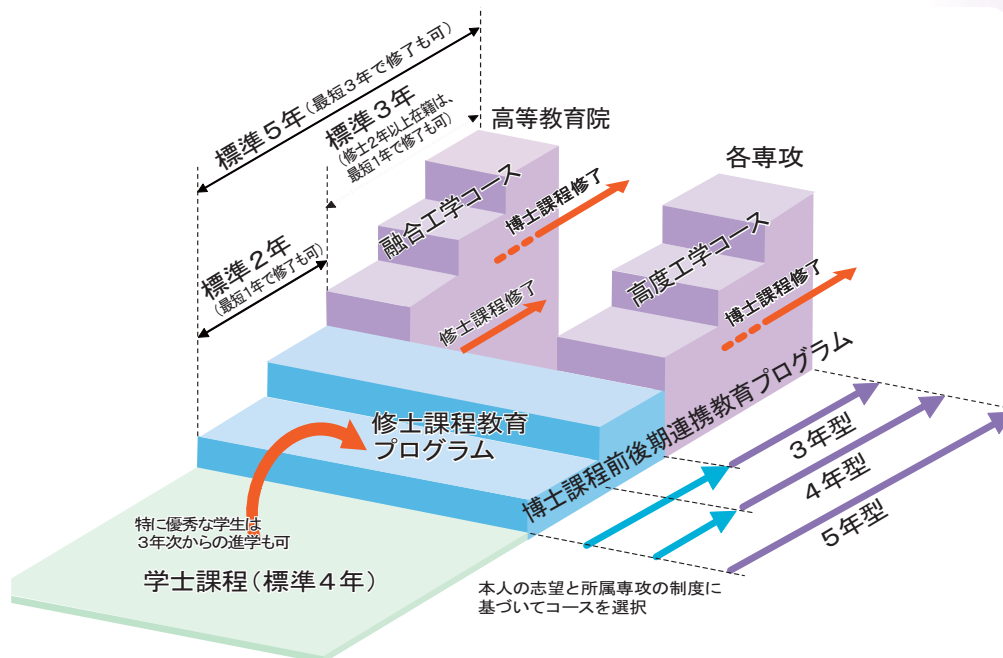 標準5年(最短3年で修了も可)
標準3年
(修士2年以上在籍は、
最短1年で修了も可)
標準2年
(最短1年で修了も可)
高等教育院
融合工学コース
博士課程修了
修士課程修了
各専攻
高度工学コース
博士課程修了
修士課程教育
プログラム
博士課程前後期連携教育プログラム
3年型
4年型
5年型
特に優秀な学生は
3年次からの進学も可
学士課程(標準4年)
本人の志望と所属専攻の制度に
基づいてコースを選択